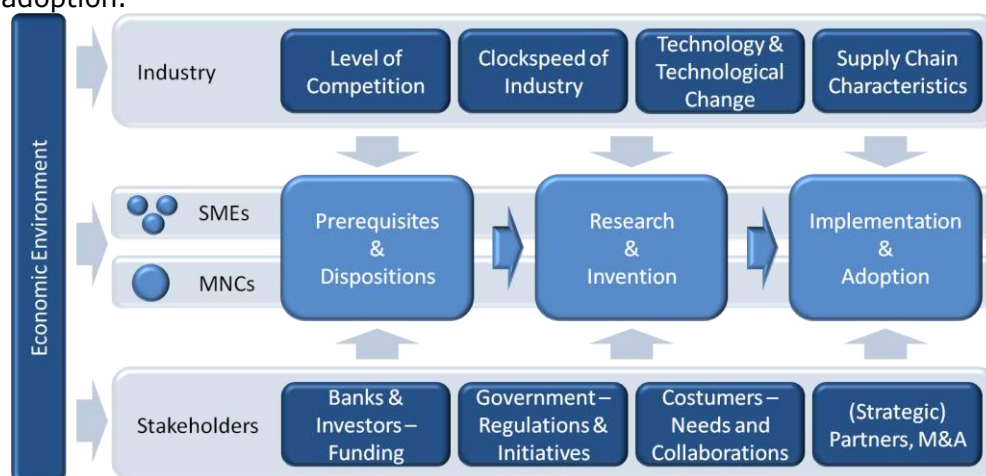 adoption.
Economic Environment
Industry
Level of
Competition
Clockspeed of
Industry
Technology &
Technological
Change
Supply Chain
Characteristics
SMEs
MNCs
Prerequisites
&
Dispositions
Research
&
Invention
Implementation
&
Adoption
Stakeholders
Banks &
Investors –
Funding
Government –
Regulations &
Initiatives
Costumers –
Needs and
Collaborations
(Strategic)
Partners, M&A